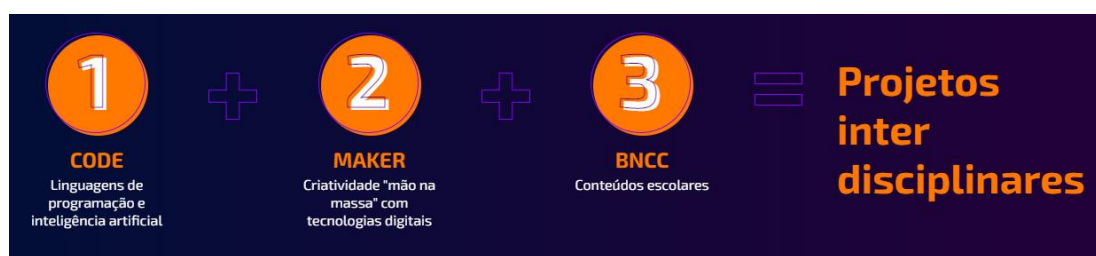 1
CODE
Linguagens de
programação e
inteligência artificial
+
2
MAKER
Criatividade "mão na
massa" com
tecnologias digitais
+
3
BNCC
Conteúdos escolares
=
Projetos
inter
disciplinares